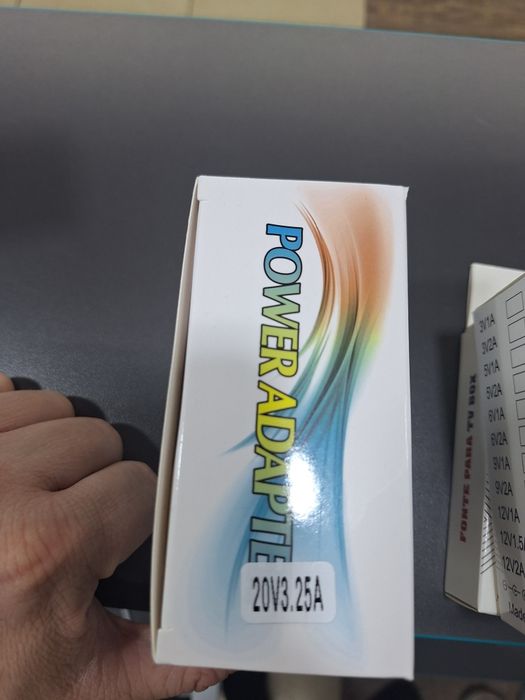 POWER ADAPTE
20V3.25A
FONTE PARA TV BOX
3V1A
3V2A
5V1A
5V2A
6V1A
6V2A
9V1A
9V2A
12V1A
12V1.5A
12V2A
Made